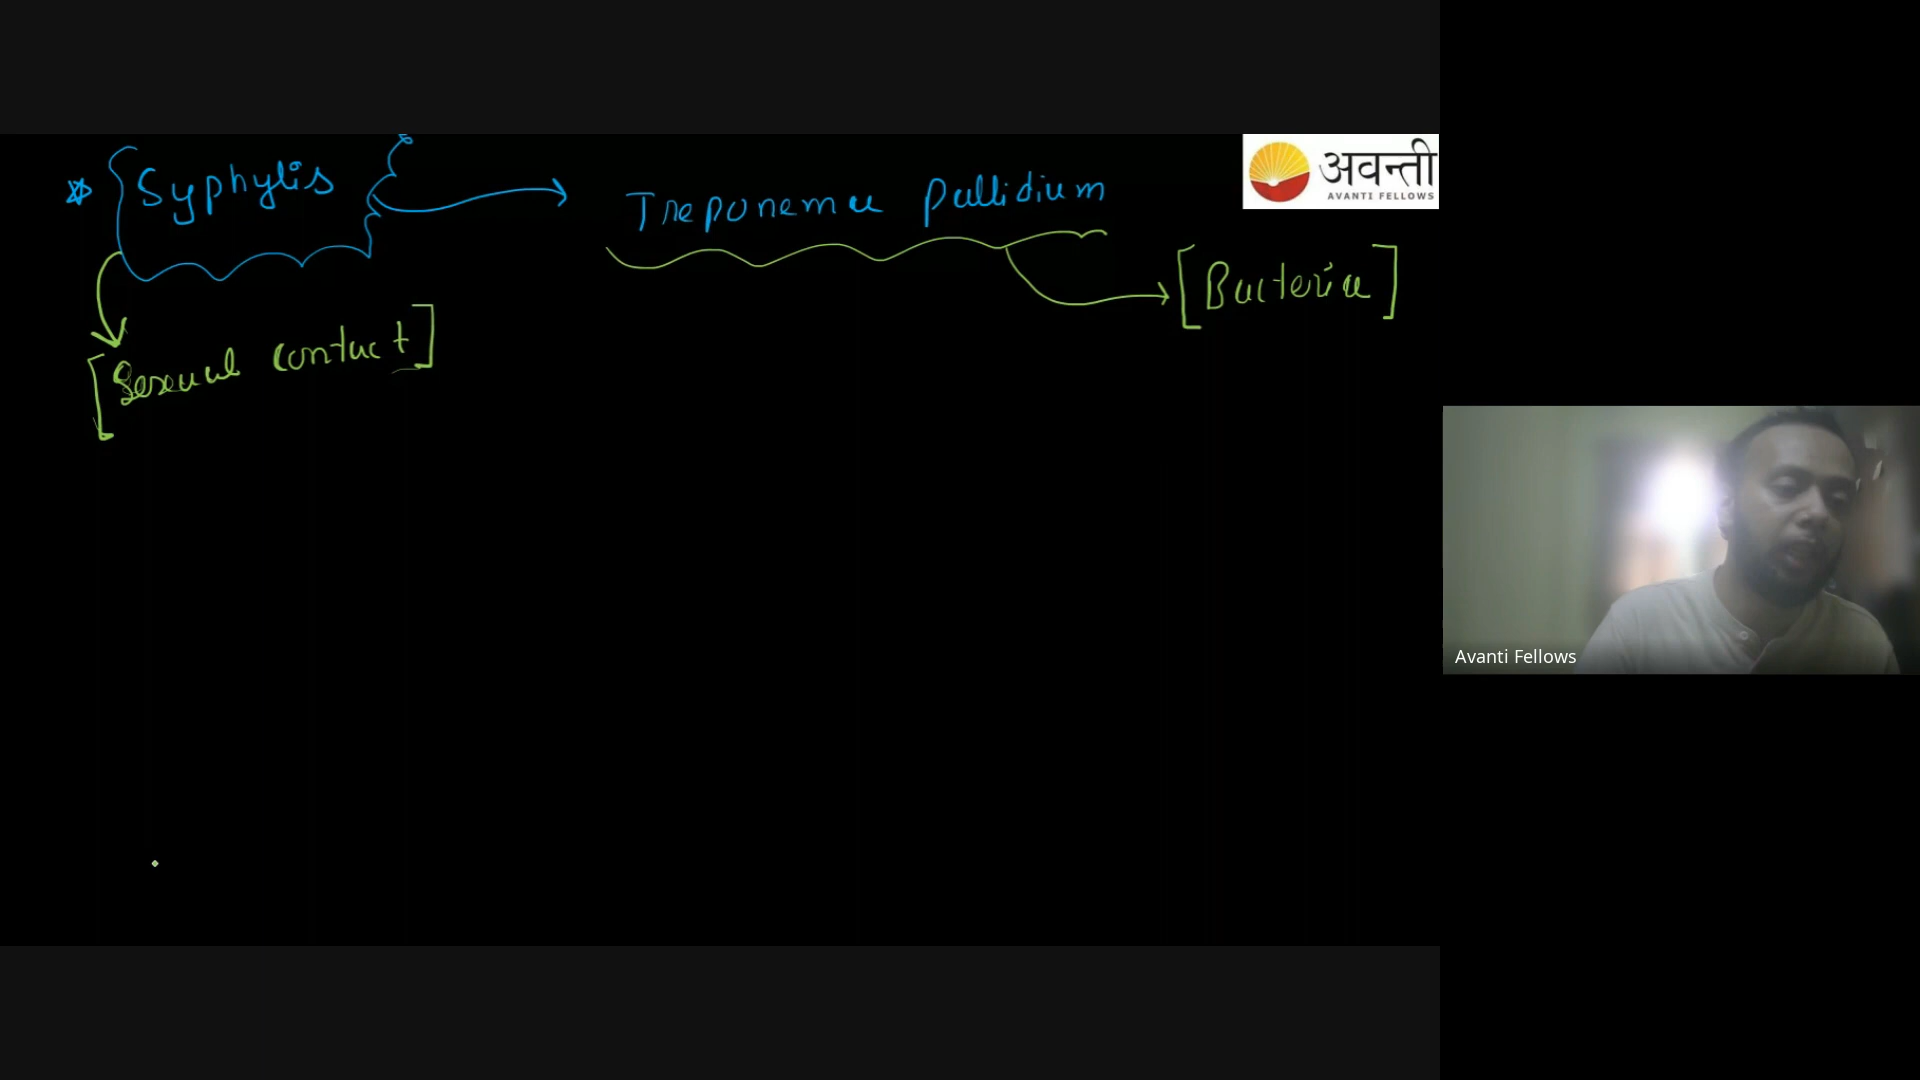 Syphylis
Treponema pallidium
[Bacteria]
[Sexual contact]
अवन्ती
AVANTI FELLOWS
Avanti Fellows